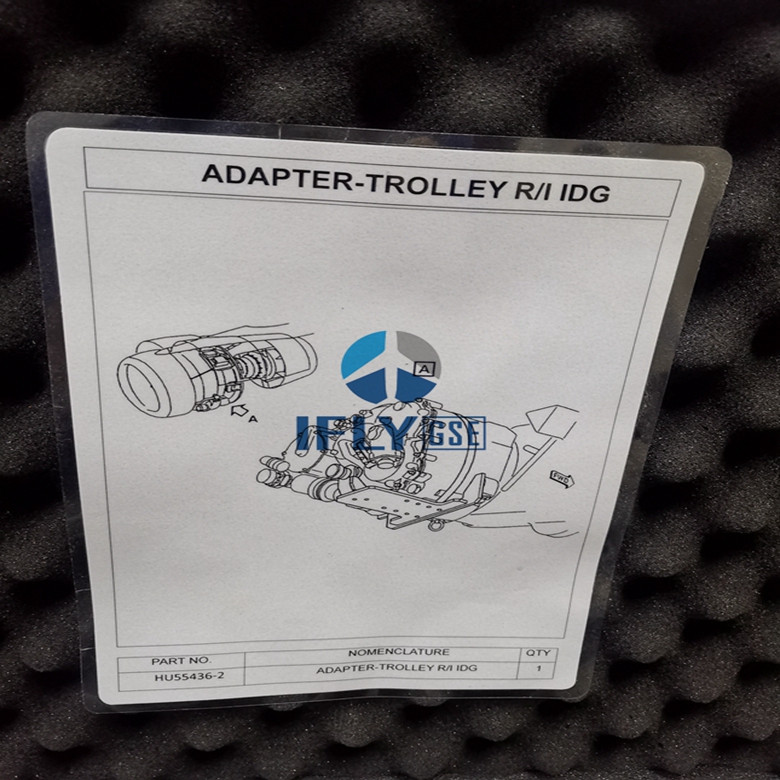 ADAPTER-TROLLEY R/I IDG
A
A
IFLY GSE
FWD
PART NO.
NOMENCLATURE
QTY
HU55436-2
ADAPTER-TROLLEY R/I IDG
1